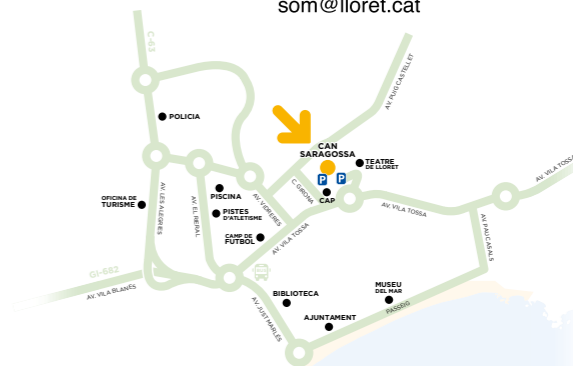 som@lloret.cat
C-63
AV. PUIG CASTELLET
POLICIA
CAN
SARAGOSSA
TEATRE
DE LLORET
P
P
AV. VILA TOSSA
C. GIRONA
CAP
PISCINA
AV. LES ALEGRIES
AV. EL RIERAL
AV. VIDRERES
OFICINA DE
TURISME
PISTES
D'ATLETISME
AV. VILA TOSSA
AV. PAU CASALS
CAMP DE
FUTBOL
AV. VILA TOSSA
GI-682
AV. VILA BLANÈS
BIBLIOTECA
MUSEU
DEL MAR
AV. JUST MARLÈS
PASSEIG
AJUNTAMENT